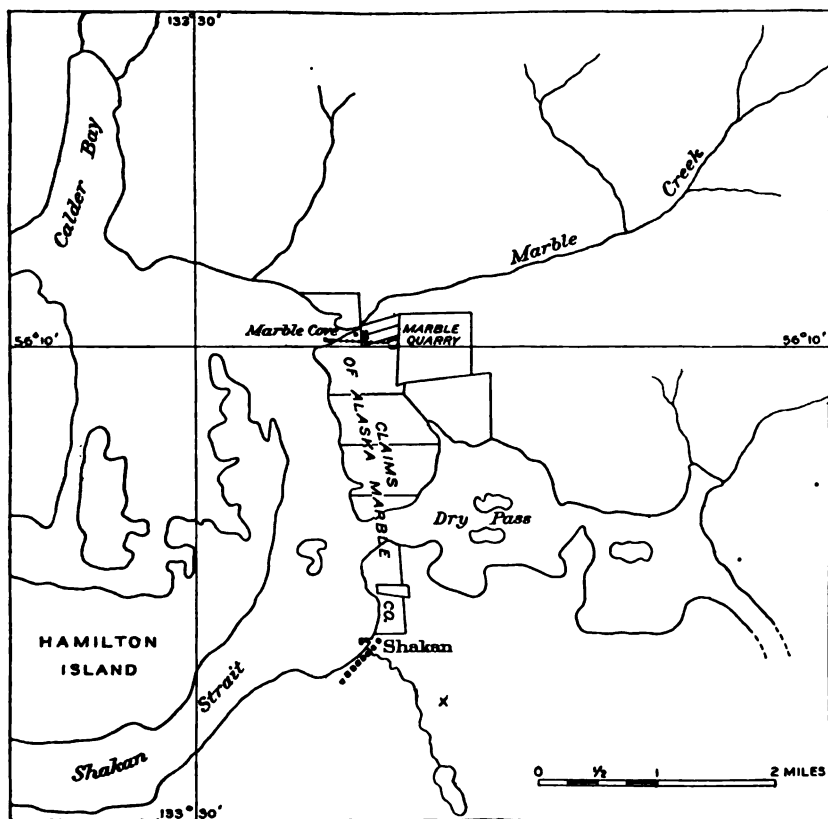 133°30'
Calder Bay
Marble Creek
Marble Cove
MARBLE
QUARRY
56°10'
56°10'
CLAIMS
OF ALASKA MARBLE
CO.
Dry Pass
HAMILTON
ISLAND
Shakan
Shakan Strait
X
0 ½ 1 2 MILES
133°30'